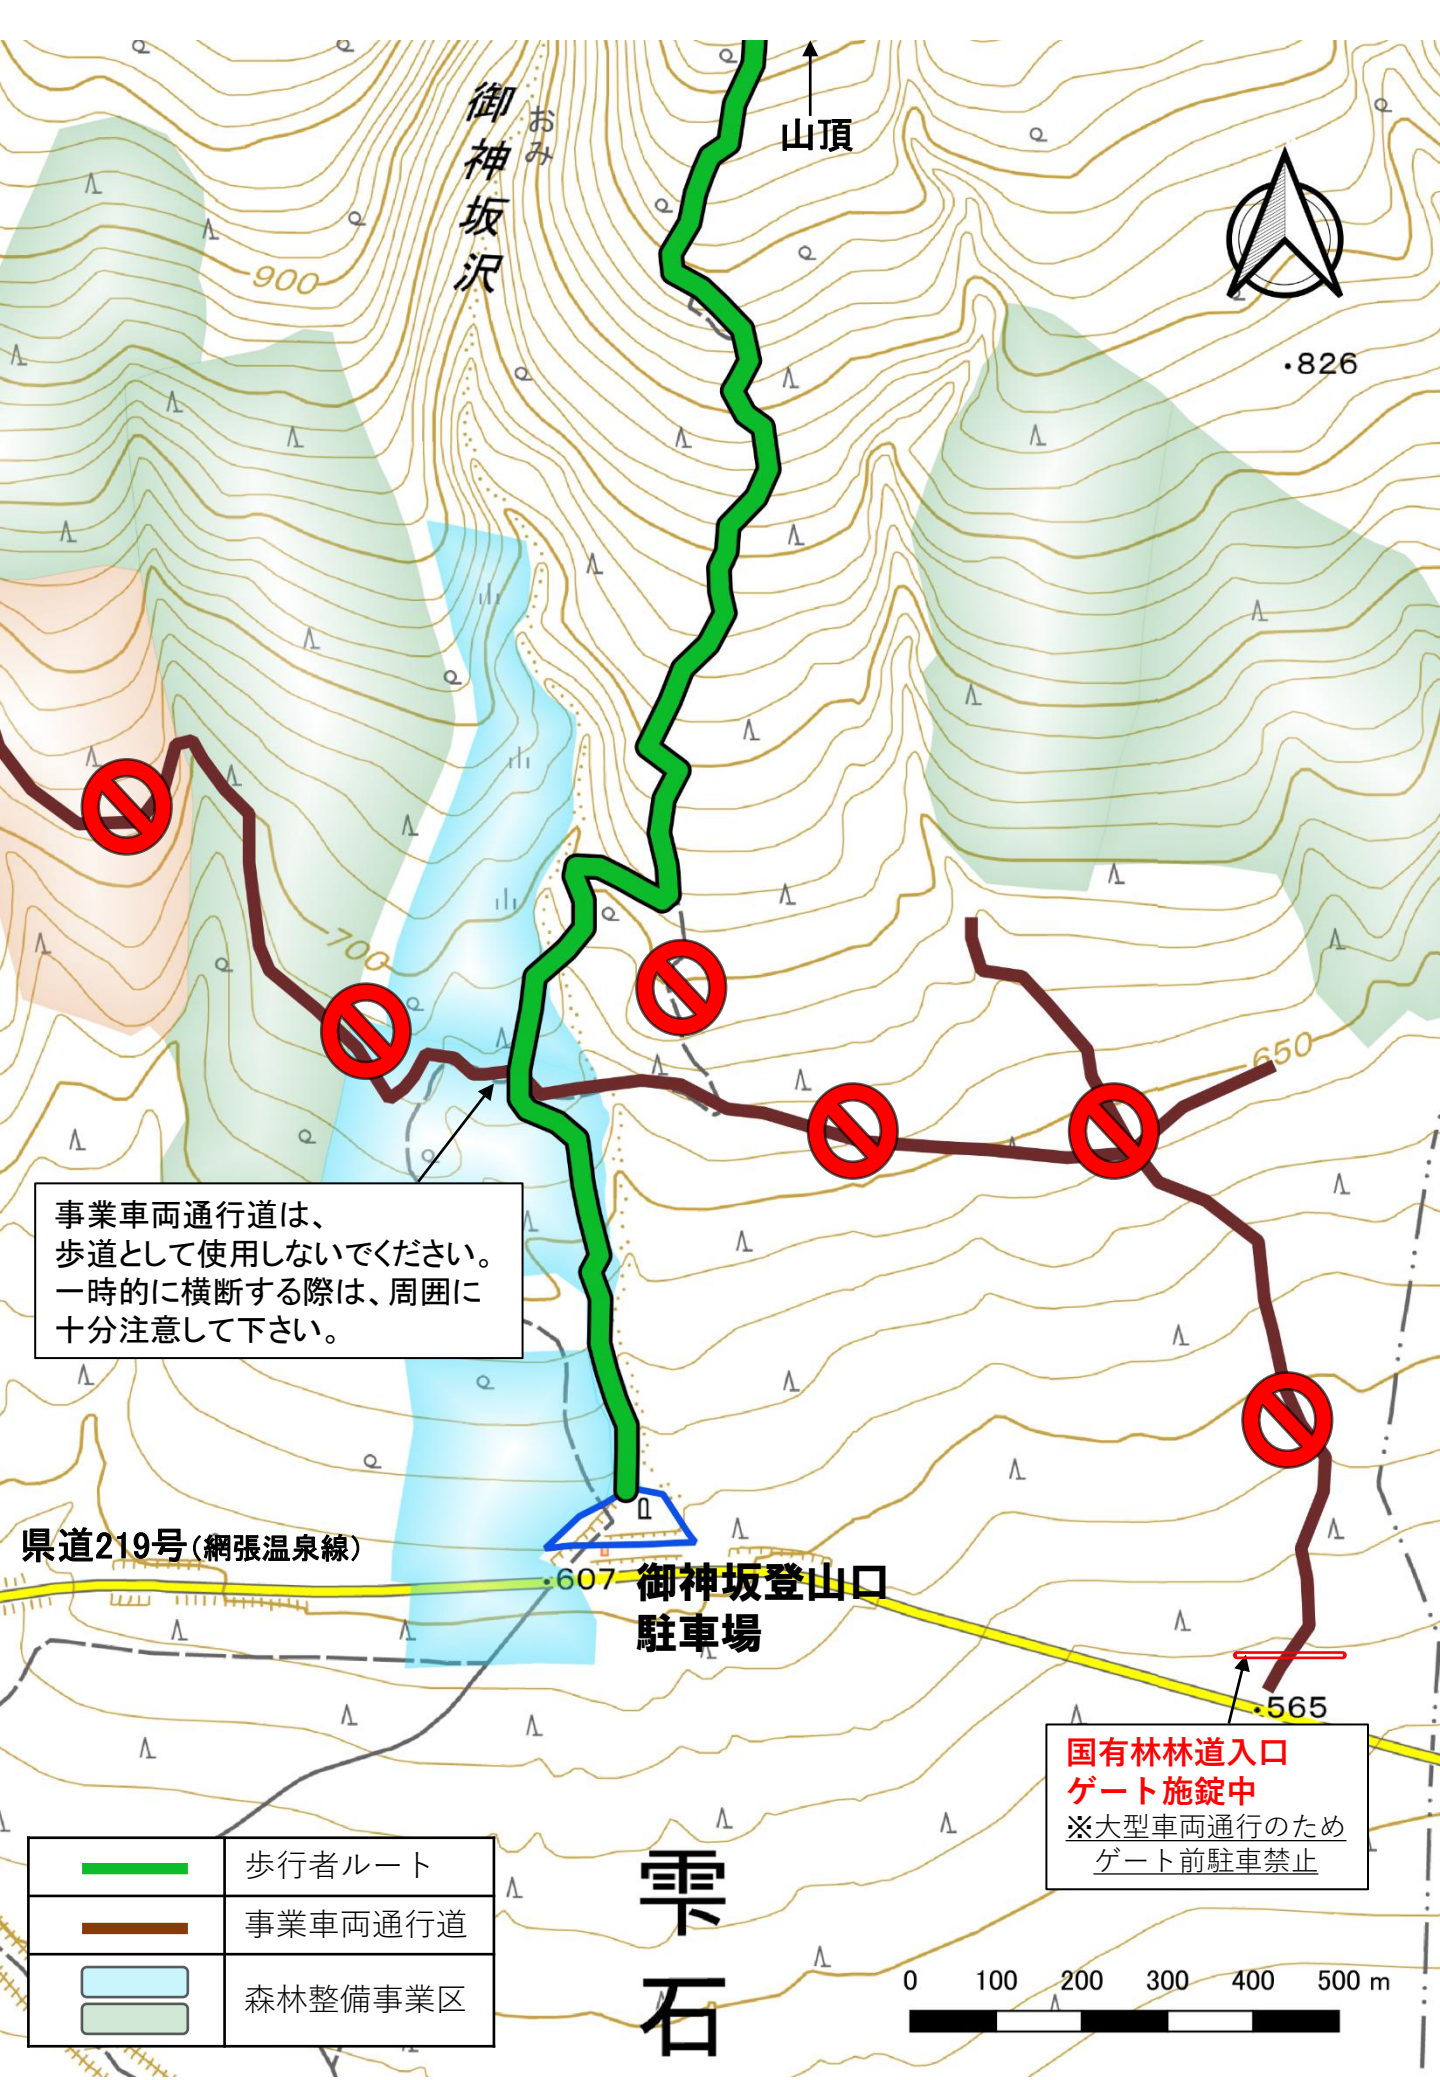 御神坂沢
おみ
山頂
900
・826
700
650
事業車両通行道は、
歩道として使用しないでください。
一時的に横断する際は、周囲に
十分注意して下さい。
県道219号(網張温泉線)
・607
御神坂登山口
駐車場
・565
国有林林道入口
ゲート施錠中
※大型車両通行のため
ゲート前駐車禁止
歩行者ルート
事業車両通行道
森林整備事業区
雫石
0 100 200 300 400 500 m